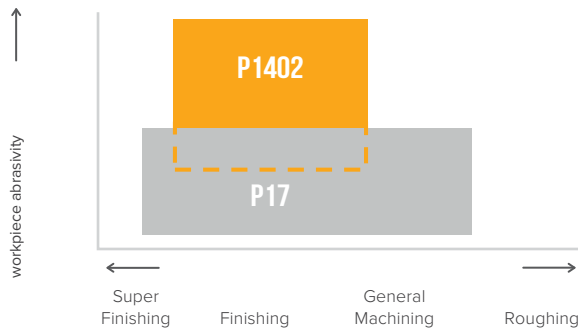 P1402
P17
workpiece abrasivity
Super
Finishing
Finishing
General
Machining
Roughing